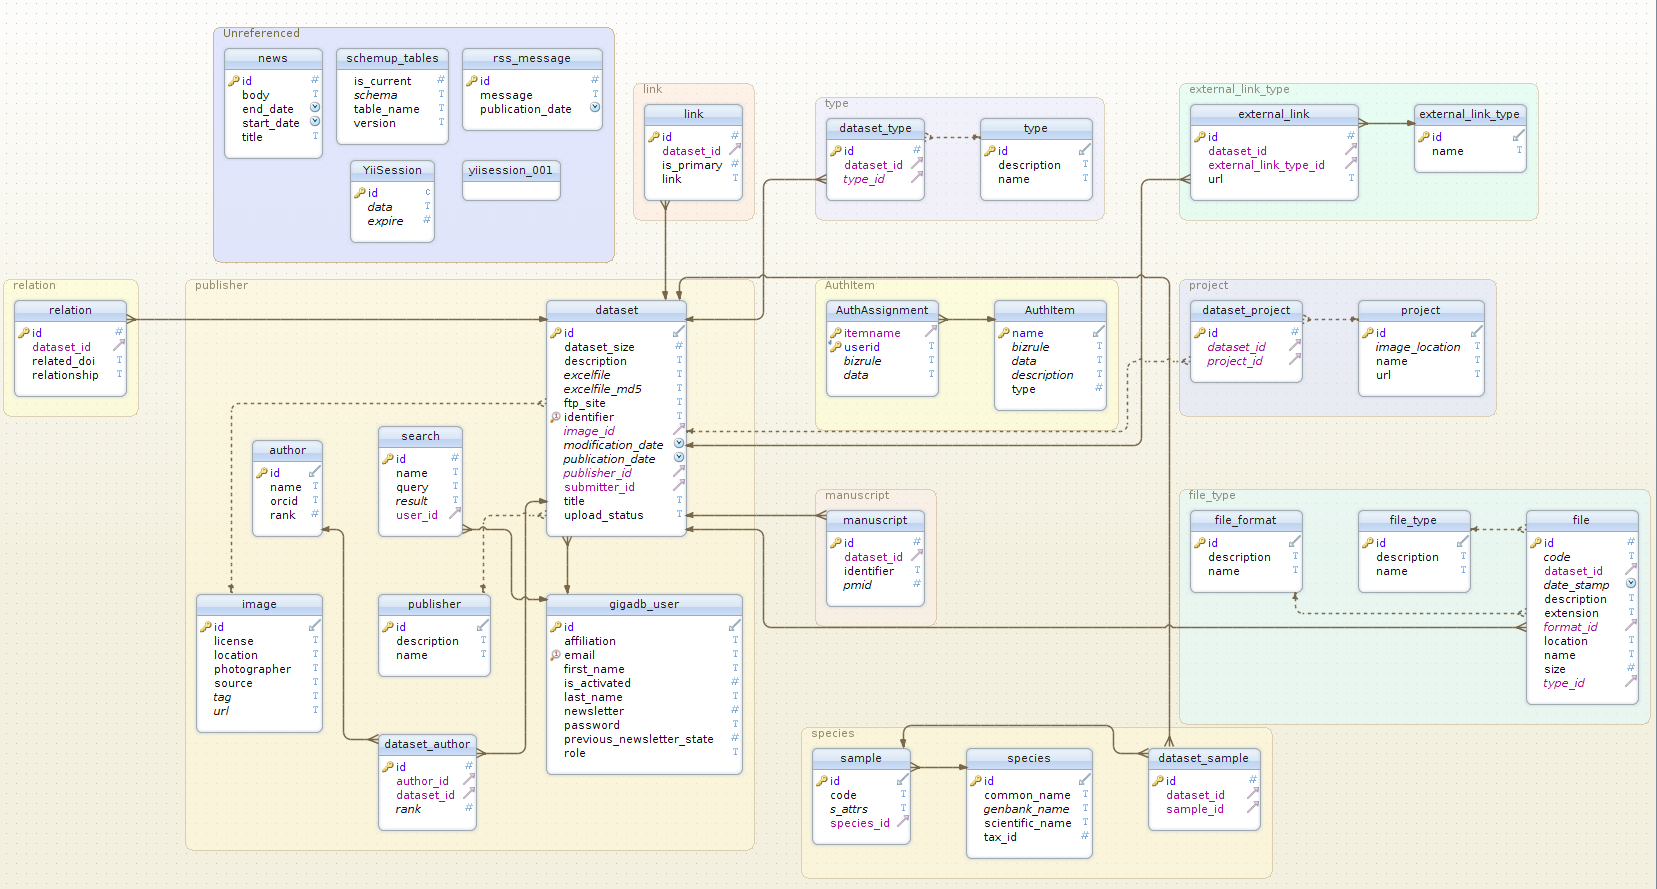 Unreferenced
news
id #
body T
end_date
start_date
title T
schemup_tables
is_current #
schema T
table_name T
version T
rss_message
id #
message T
publication_date
YiiSession
id c
data T
expire #
yiisession_001
link
link
id #
dataset_id
is_primary #
link T
type
dataset_type
id #
dataset_id
type_id
type
id
description T
name T
external_link_type
external_link
id #
dataset_id
external_link_type_id
url T
external_link_type
id
name T
relation
relation
id #
dataset_id
related_doi T
relationship T
publisher
dataset
id
dataset_size #
description T
excelfile T
excelfile_md5 T
ftp_site T
identifier T
image_id
modification_date
publication_date
publisher_id
submitter_id
title T
upload_status T
author
id
name T
orcid T
rank #
search
id #
name T
query T
result T
user_id
image
id
license T
location T
photographer T
source T
tag T
url T
publisher
id
description T
name T
gigadb_user
id
affiliation T
email T
first_name T
is_activated #
last_name T
newsletter #
password T
previous_newsletter_state #
role T
dataset_author
id #
author_id
dataset_id
rank #
AuthItem
AuthAssignment
itemname
userid T
bizrule T
data T
AuthItem
name
bizrule T
data T
description T
type #
project
dataset_project
id #
dataset_id
project_id
project
id
image_location T
name T
url T
manuscript
manuscript
id #
dataset_id
identifier T
pmid #
file_type
file_format
id
description T
name T
file_type
id
description T
name T
file
id #
code T
dataset_id
date_stamp
description T
extension T
format_id
location T
name T
size #
type_id
species
sample
id
code T
s_attrs T
species_id
species
id
common_name T
genbank_name T
scientific_name T
tax_id #
dataset_sample
id #
dataset_id
sample_id